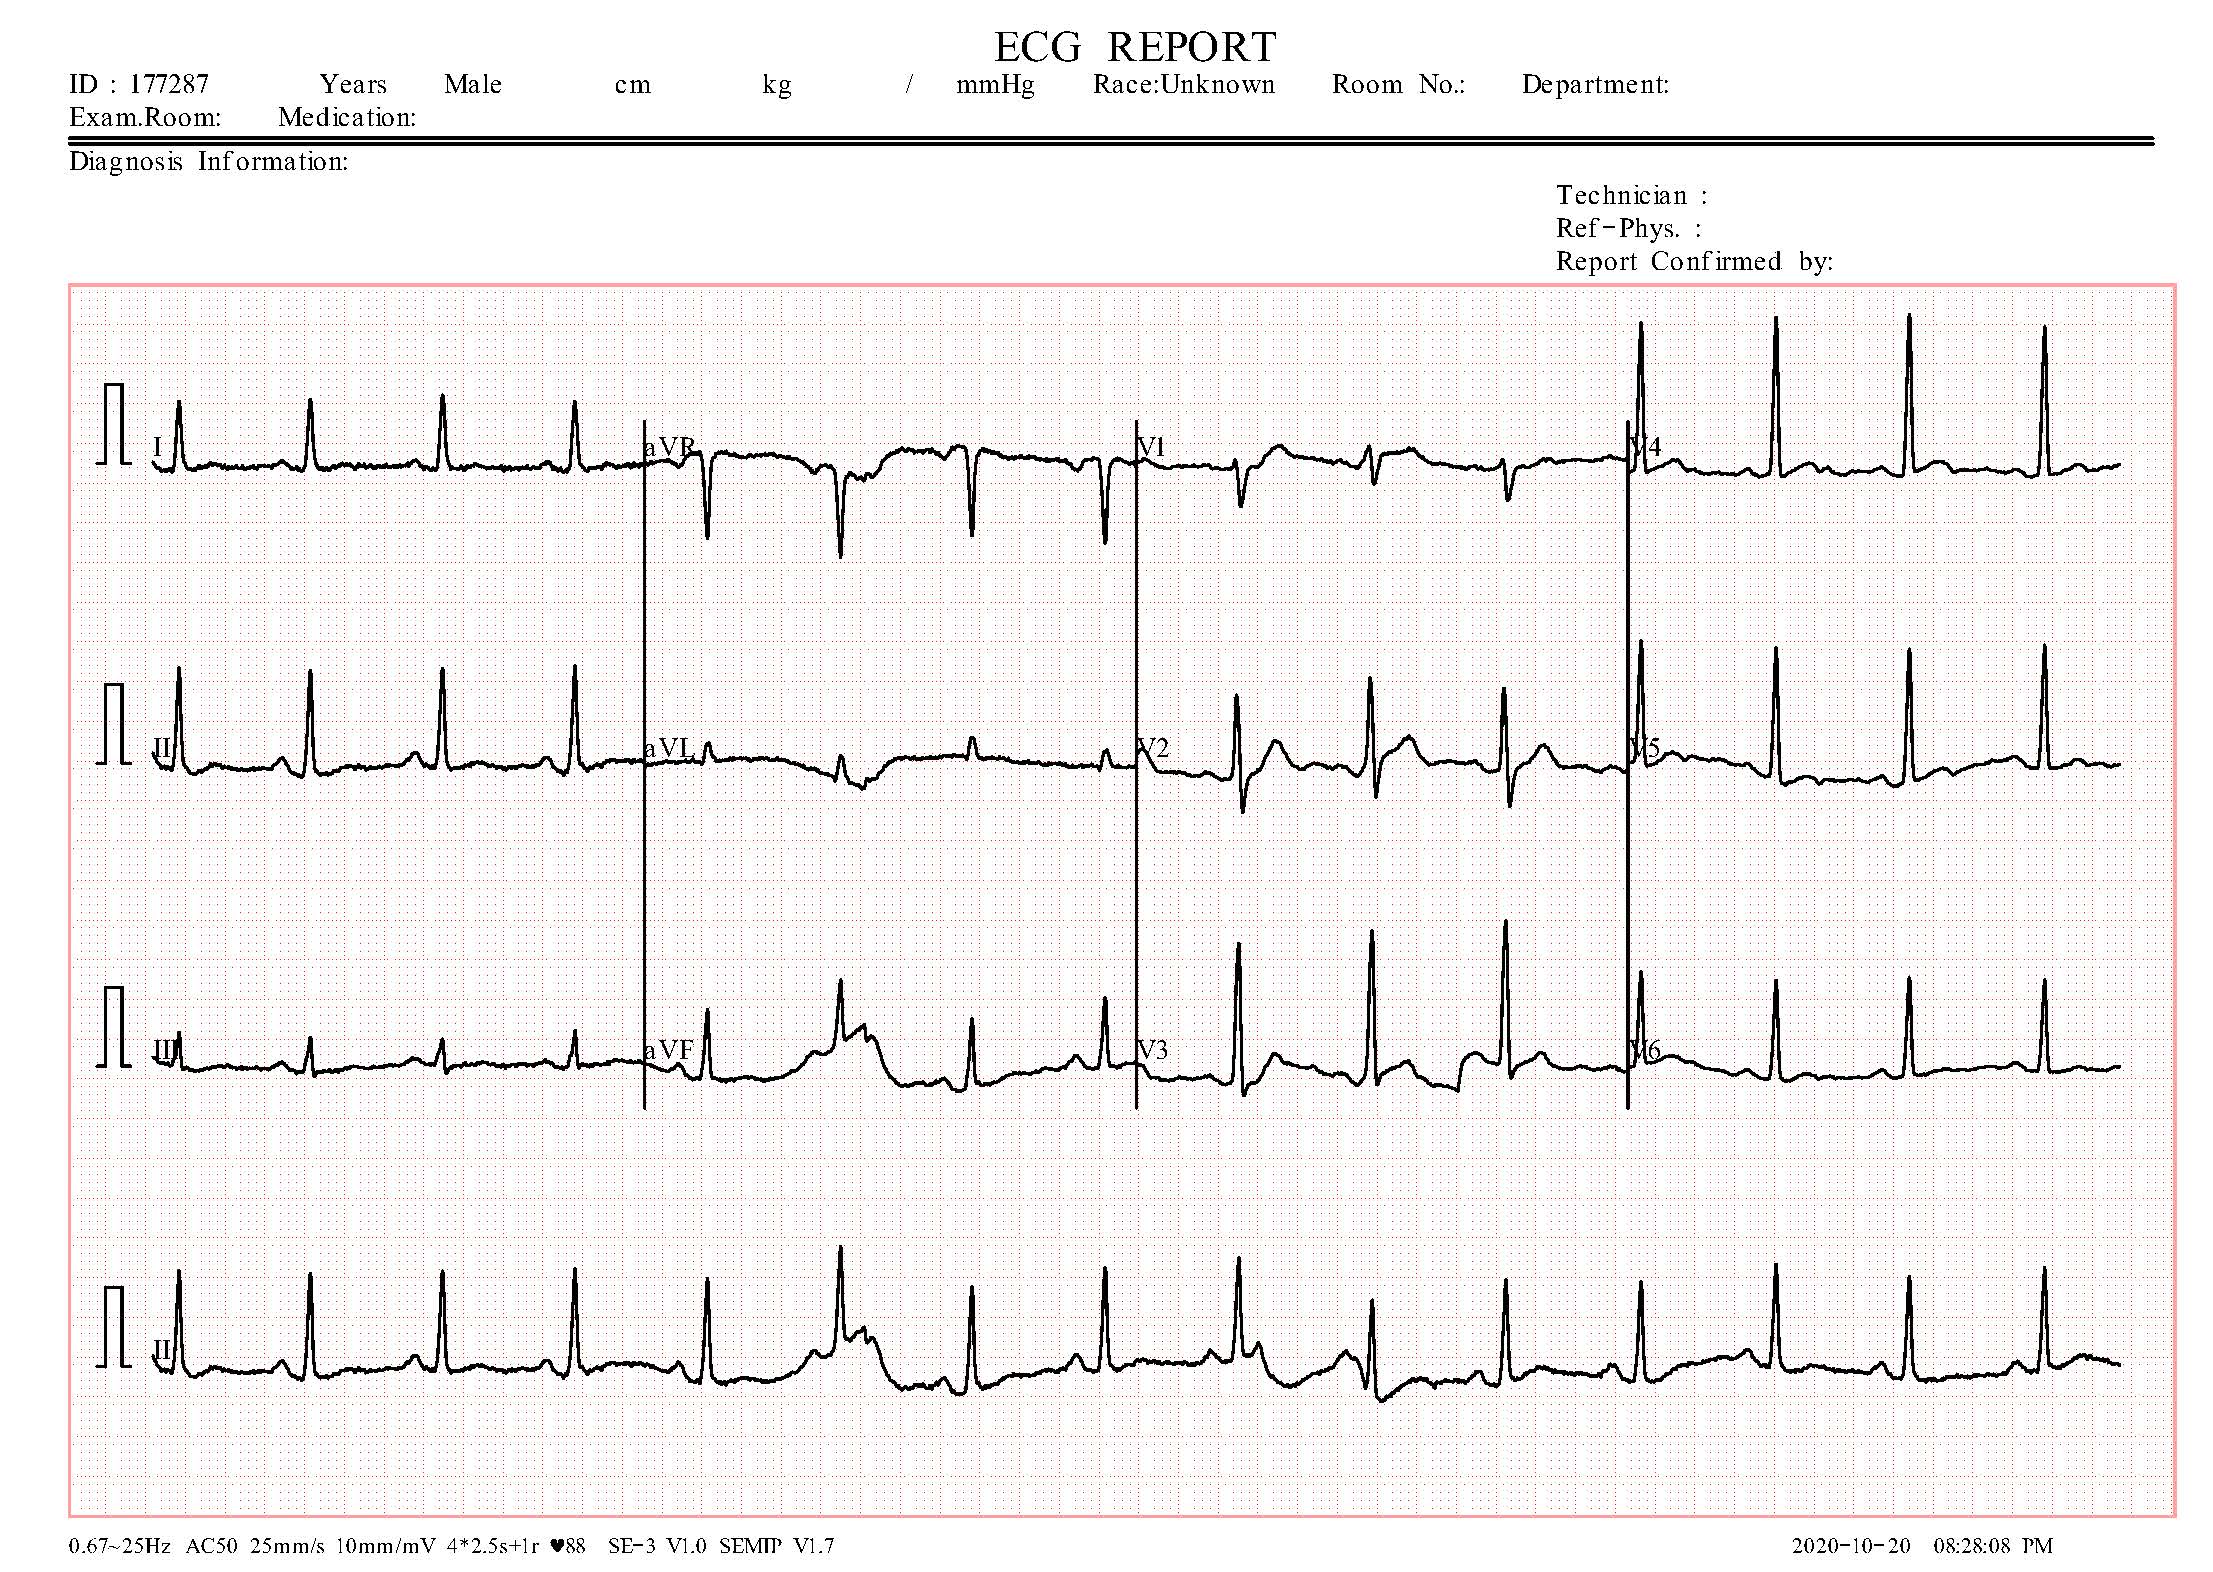 ECG REPORT
ID : 177287 Years Male cm kg / mmHg Race:Unknown Room No.: Department:
Exam.Room: Medication:
Diagnosis Information:
Technician :
Ref-Phys. :
Report Confirmed by:
I aVR V1 V4
II aVL V2 V5
III aVF V3 V6
II
0.67~25Hz AC50 25mm/s 10mm/mV 4*2.5s+1r ♥88 SE-3 V1.0 SEMIP V1.7 2020-10-20 08:28:08 PM